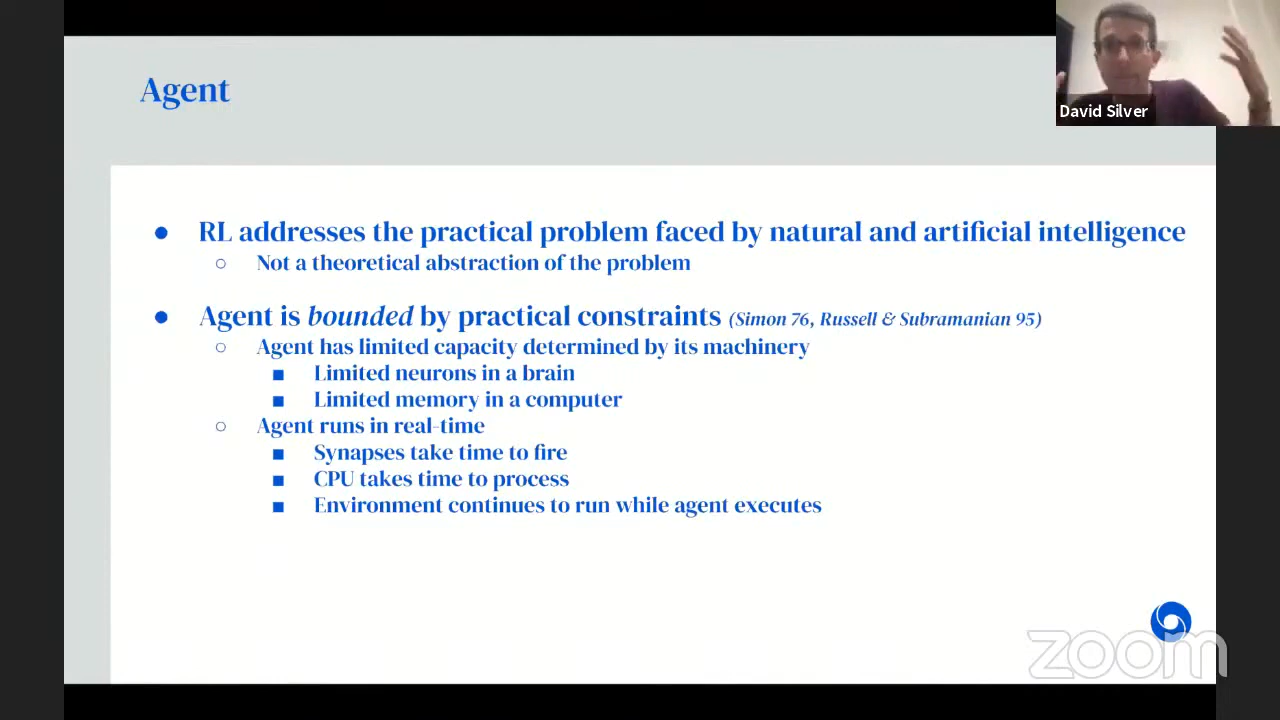 Agent
David Silver
● RL addresses the practical problem faced by natural and artificial intelligence
○ Not a theoretical abstraction of the problem
● Agent is bounded by practical constraints (Simon 76, Russell & Subramanian 95)
○ Agent has limited capacity determined by its machinery
■ Limited neurons in a brain
■ Limited memory in a computer
○ Agent runs in real-time
■ Synapses take time to fire
■ CPU takes time to process
■ Environment continues to run while agent executes
zoom